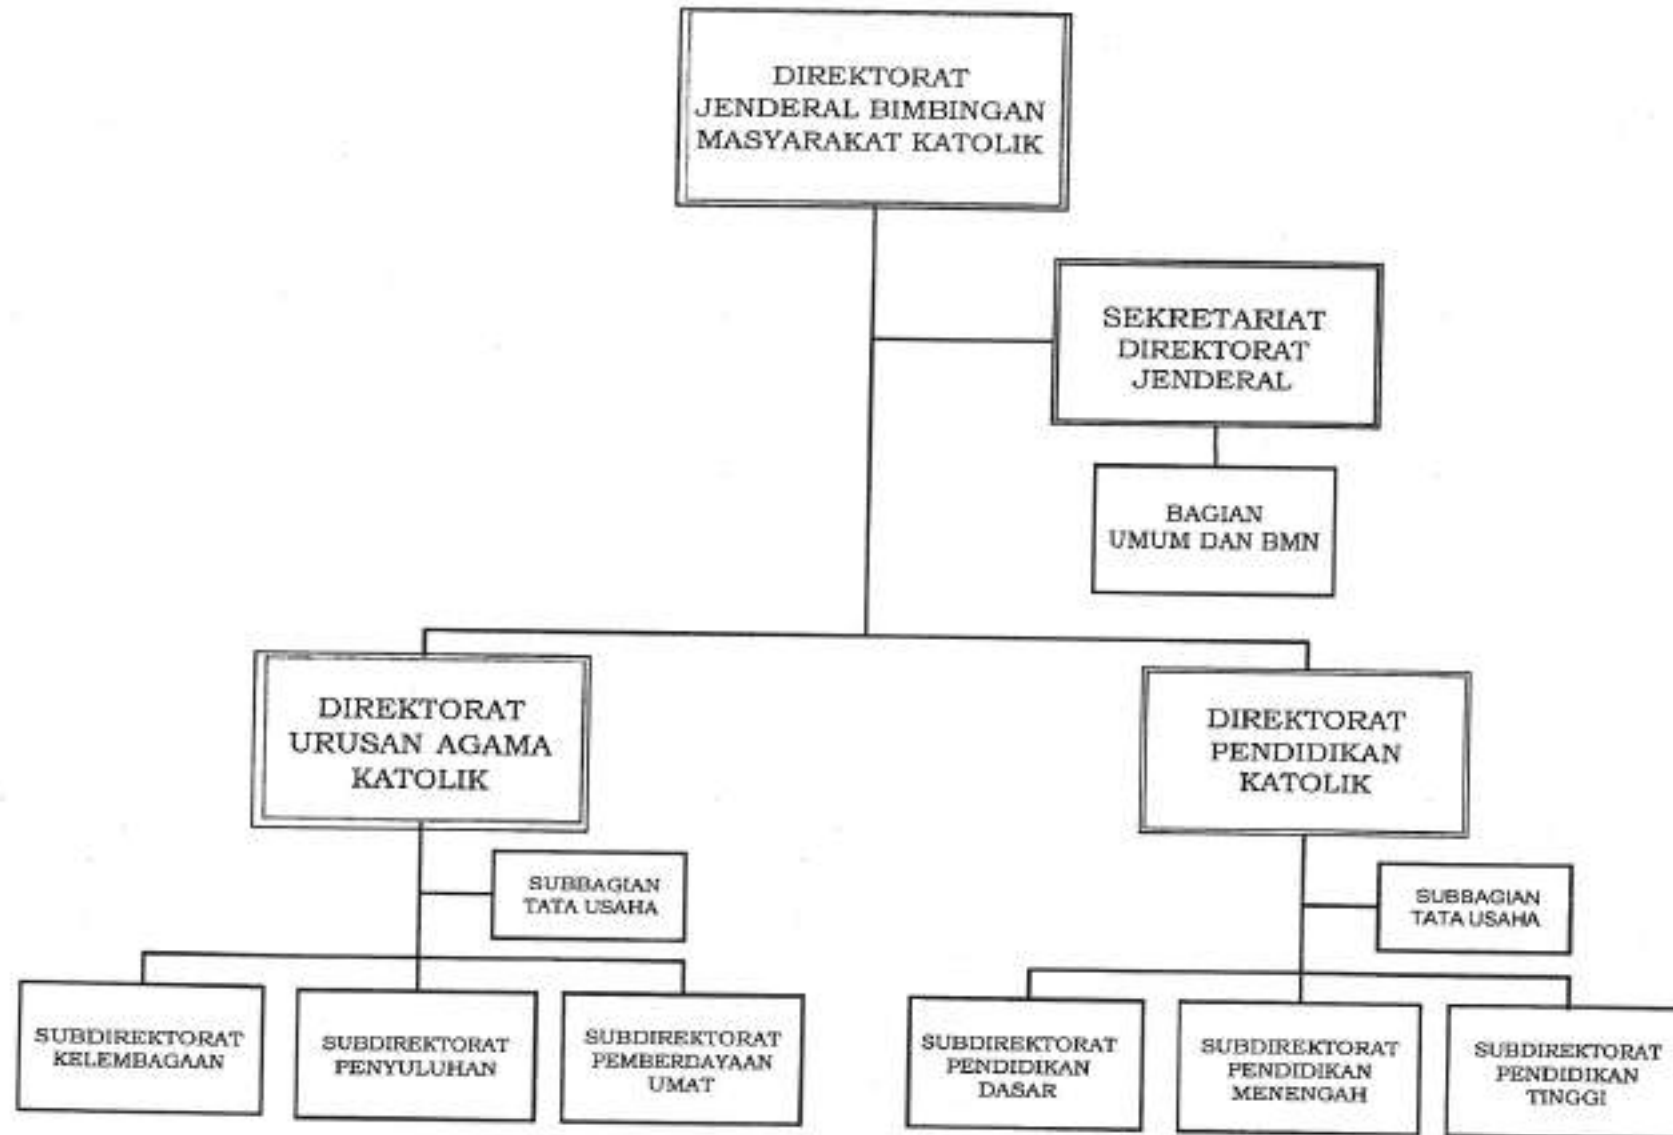 DIREKTORAT
JENDERAL BIMBINGAN
MASYARAKAT KATOLIK
SEKRETARIAT
DIREKTORAT
JENDERAL
BAGIAN
UMUM DAN BMN
DIREKTORAT
URUSAN AGAMA
KATOLIK
DIREKTORAT
PENDIDIKAN
KATOLIK
SUBBAGIAN
TATA USAHA
SUBBAGIAN
TATA USAHA
SUBDIREKTORAT
KELEMBAGAAN
SUBDIREKTORAT
PENYULUHAN
SUBDIREKTORAT
PEMBERDAYAAN
UMAT
SUBDIREKTORAT
PENDIDIKAN
DASAR
SUBDIREKTORAT
PENDIDIKAN
MENENGAH
SUBDIREKTORAT
PENDIDIKAN
TINGGI